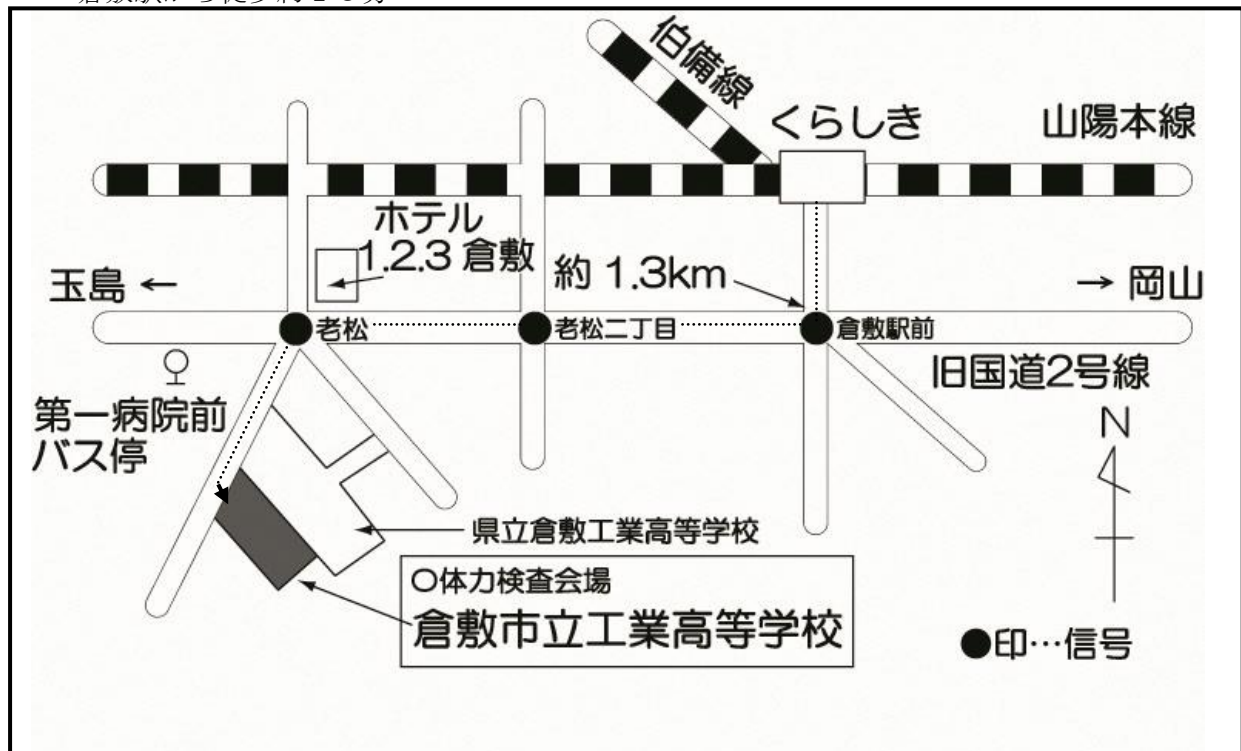 伯備線
くらしき
山陽本線
ホテル
1.2.3 倉敷
約 1.3km
玉島 ←
→ 岡山
老松
老松二丁目
倉敷駅前
旧国道2号線
第一病院前
バス停
N
県立倉敷工業高等学校
〇体力検査会場
倉敷市立工業高等学校
●印…信号